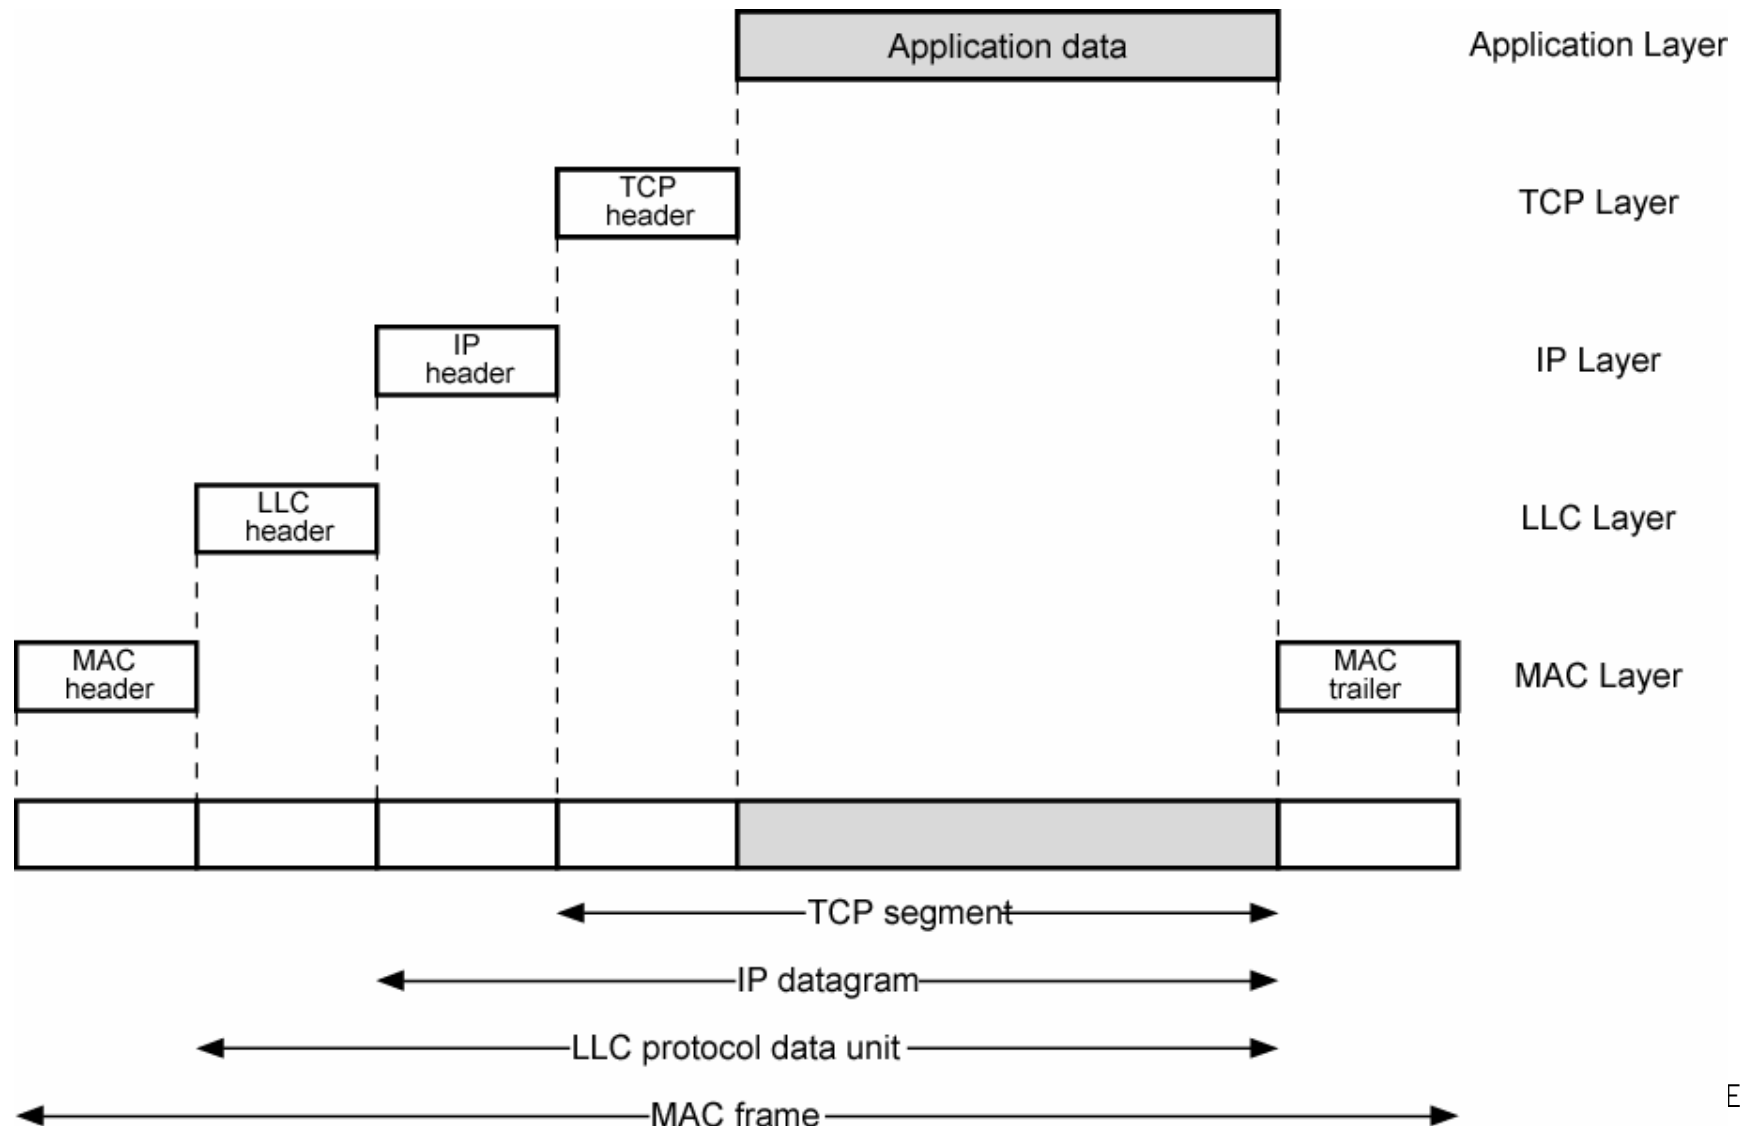 Application data
Application Layer
TCP
header
TCP Layer
IP
header
IP Layer
LLC
header
LLC Layer
MAC
header
MAC
trailer
MAC Layer
TCP segment
IP datagram
LLC protocol data unit
MAC frame
E